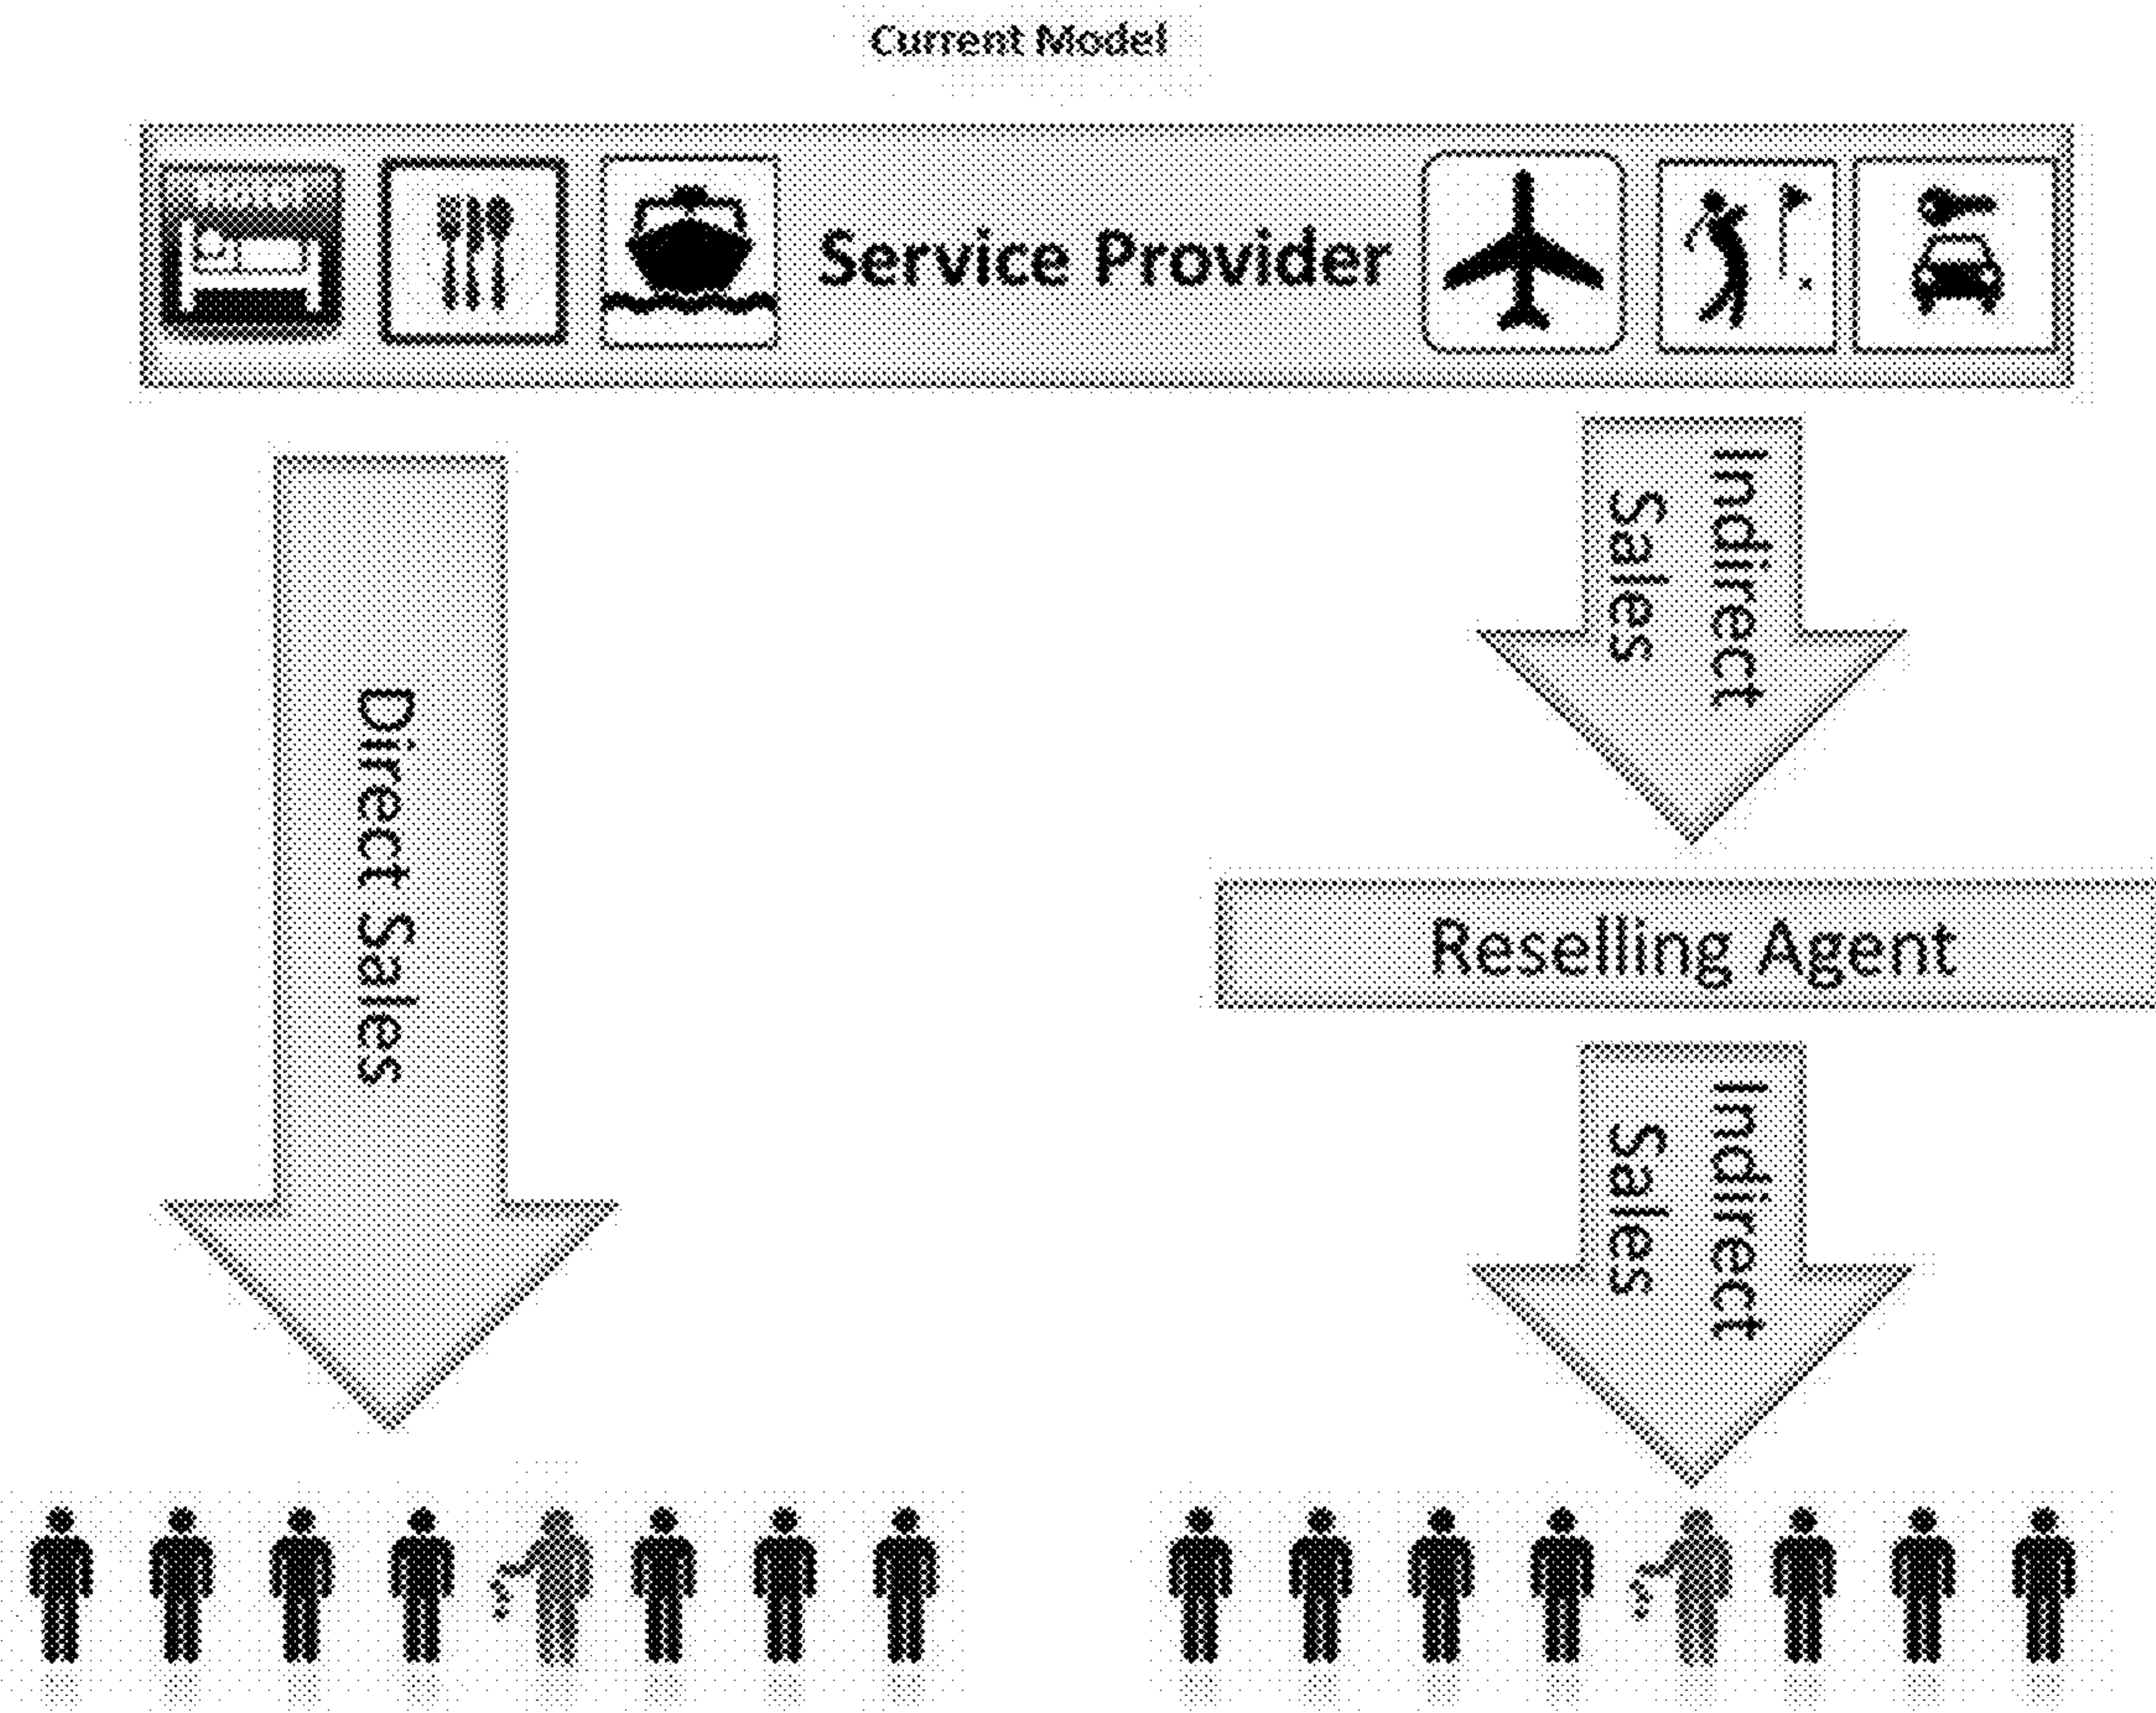 Current Model
Service Provider
Direct Sales
Indirect
Sales
Reselling Agent
Indirect
Sales